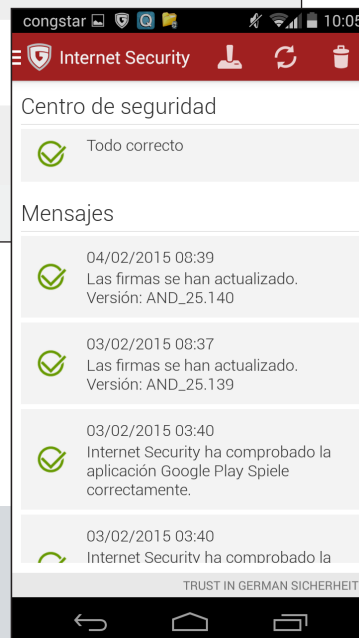 congstar 10:05
Internet Security
Centro de seguridad
Todo correcto
Mensajes
04/02/2015 08:39
Las firmas se han actualizado.
Versión: AND_25.140
03/02/2015 08:37
Las firmas se han actualizado.
Versión: AND_25.139
03/02/2015 03:40
Internet Security ha comprobado la
aplicación Google Play Spiele
correctamente.
03/02/2015 03:40
Internet Security ha comprobado la
TRUST IN GERMAN SICHERHEIT